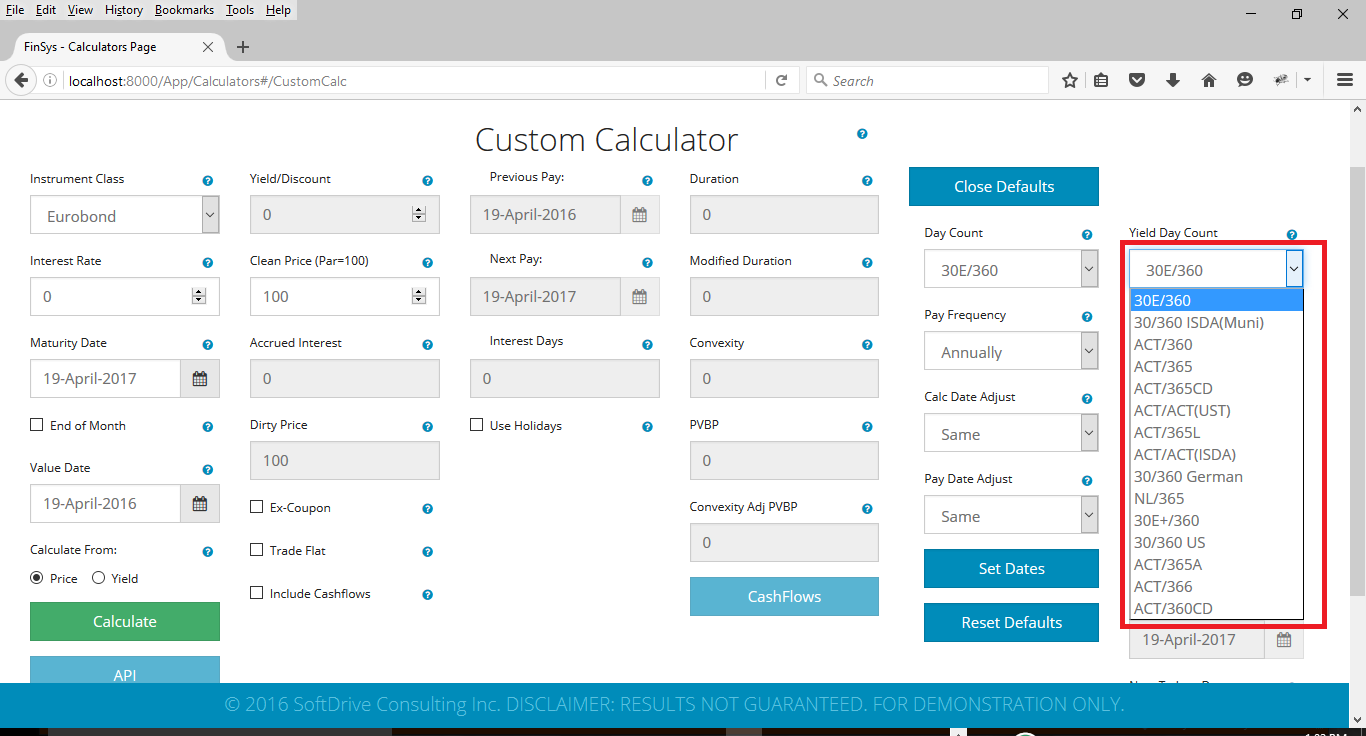 File Edit View History Bookmarks Tools Help
FinSys - Calculators Page
localhost:8000/App/Calculators#/CustomCalc
Search
Custom Calculator
Instrument Class
Eurobond
Interest Rate
0
Maturity Date
19-April-2017
End of Month
Value Date
19-April-2016
Calculate From:
Price Yield
Calculate
API
Yield/Discount
0
Clean Price (Par=100)
100
Accrued Interest
0
Dirty Price
100
Ex-Coupon
Trade Flat
Include Cashflows
Previous Pay:
19-April-2016
Next Pay:
19-April-2017
Interest Days
0
Use Holidays
Duration
0
Modified Duration
0
Convexity
0
PVBP
0
Convexity Adj PVBP
0
CashFlows
Close Defaults
Day Count
30E/360
Pay Frequency
Annually
Calc Date Adjust
Same
Pay Date Adjust
Same
Set Dates
Reset Defaults
Yield Day Count
30E/360
30E/360
30/360 ISDA(Muni)
ACT/360
ACT/365
ACT/365CD
ACT/ACT(UST)
ACT/365L
ACT/ACT(ISDA)
30/360 German
NL/365
30E+/360
30/360 US
ACT/365A
ACT/366
ACT/360CD
19-April-2017
© 2016 SoftDrive Consulting Inc. DISCLAIMER: RESULTS NOT GUARANTEED. FOR DEMONSTRATION ONLY.